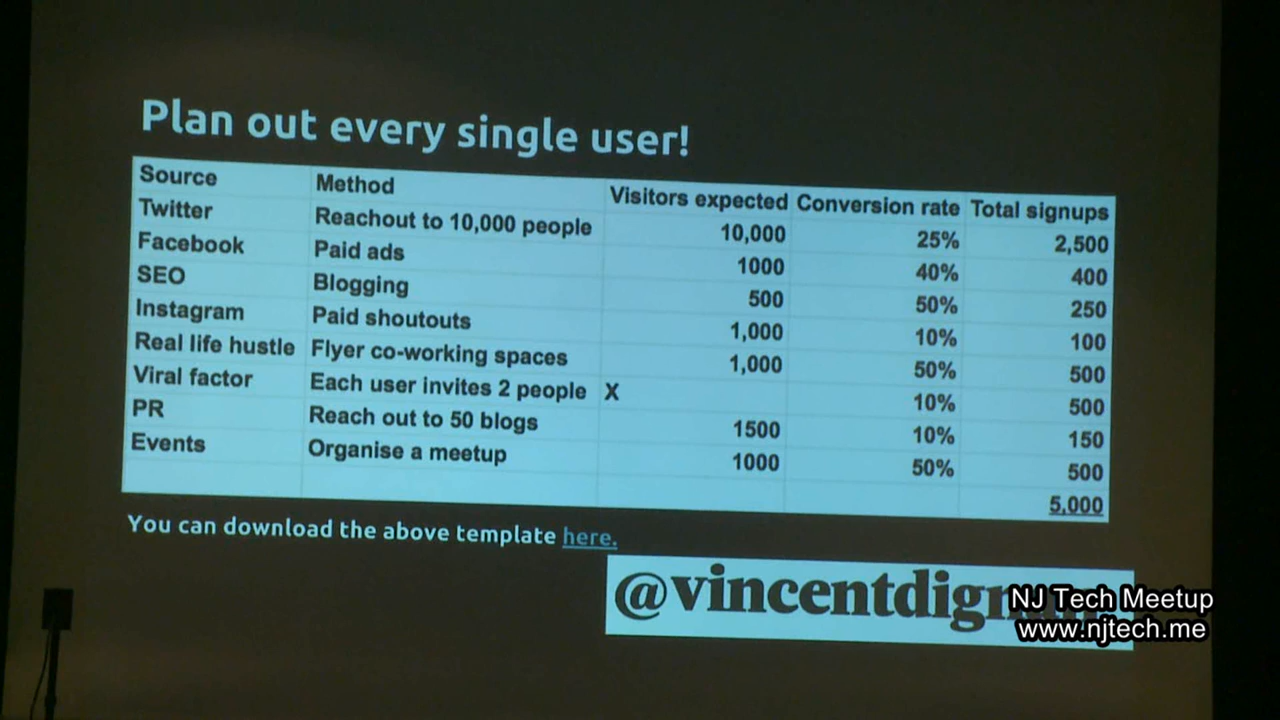 Plan out every single user!
Source Method Visitors expected Conversion rate Total signups
Twitter Reachout to 10,000 people 10,000 25% 2,500
Facebook Paid ads 1000 40% 400
SEO Blogging 500 50% 250
Instagram Paid shoutouts 1,000 10% 100
Real life hustle Flyer co-working spaces 1,000 50% 500
Viral factor Each user invites 2 people X 10% 500
PR Reach out to 50 blogs 1500 10% 150
Events Organise a meetup 1000 50% 500
5,000
You can download the above template here.
NJ Tech Meetup
www.njtech.me